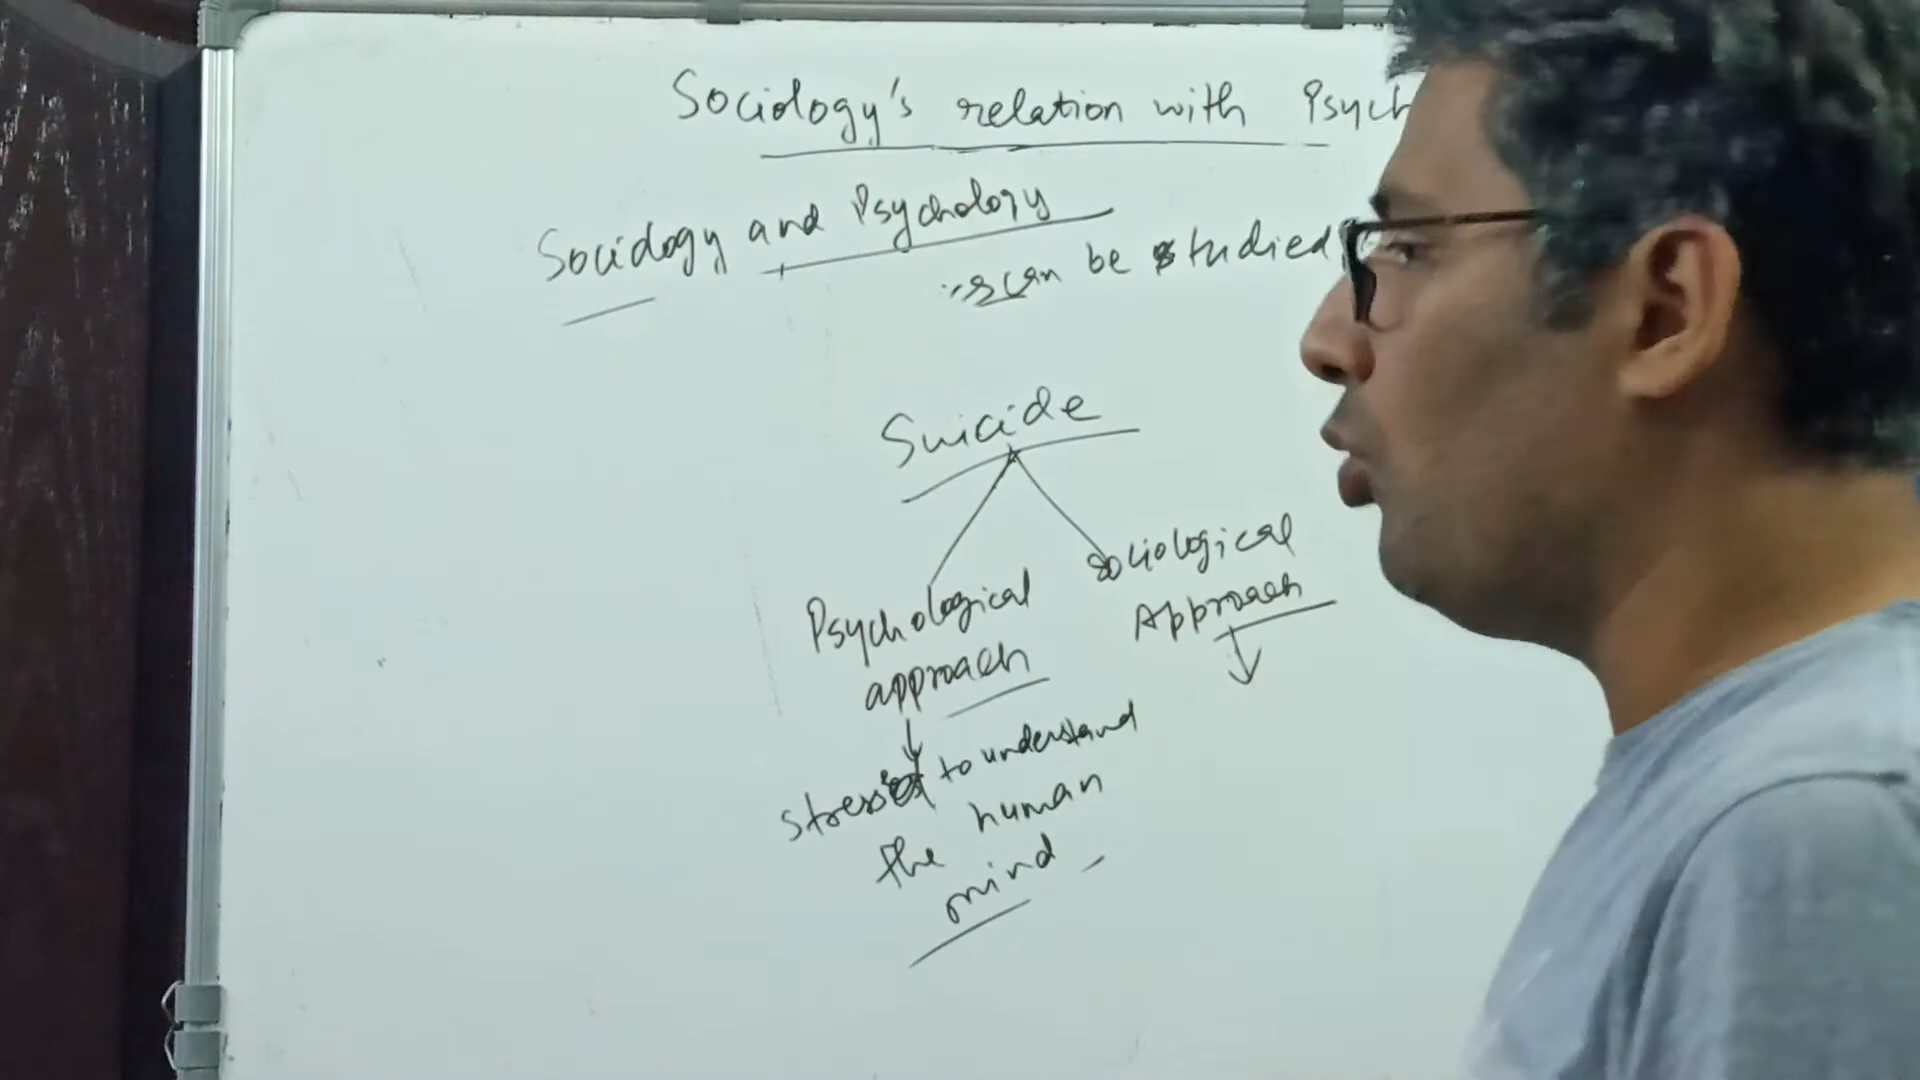 Sociology's relation with Psych
Sociology and Psychology
can be studied
Suicide
Psychological
approach
sociological
Approach
stress to understand
the human
mind